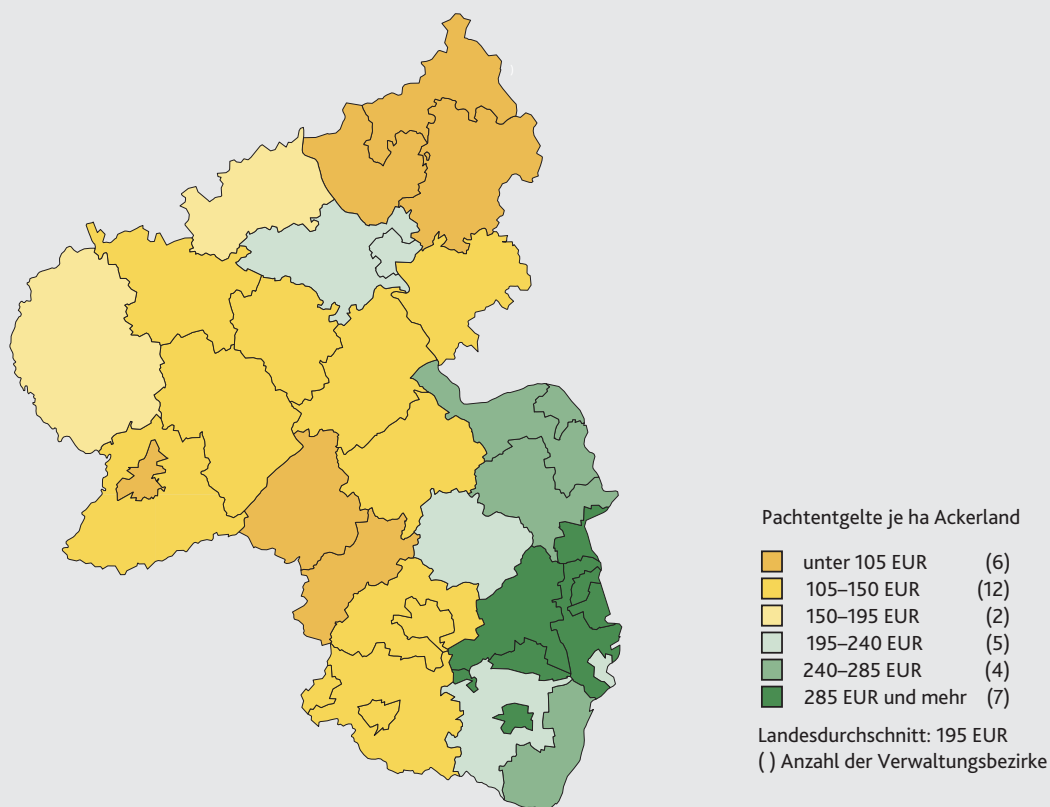 Pachtentgelte je ha Ackerland
unter 105 EUR (6)
105–150 EUR (12)
150–195 EUR (2)
195–240 EUR (5)
240–285 EUR (4)
285 EUR und mehr (7)
Landesdurchschnitt: 195 EUR
( ) Anzahl der Verwaltungsbezirke